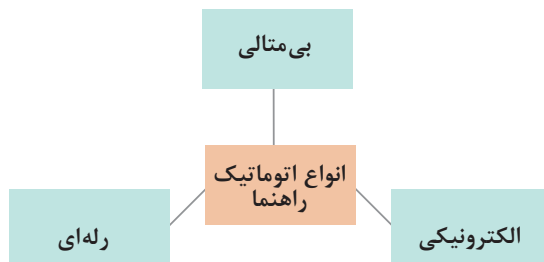 بی‌متالی
انواع اتوماتیک
راهنما
الکترونیکی
رله‌ای